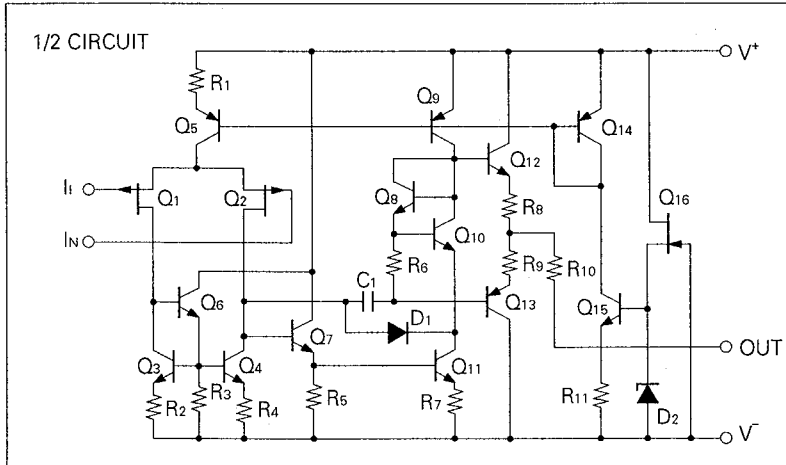 1/2 CIRCUIT
V+
R1
Q5
Q9
Q14
Q12
II
Q1
Q2
Q8
R8
Q16
IN
Q10
R6
R9
R10
C1
Q13
Q6
Q7
D1
Q15
OUT
Q3
Q4
Q11
R2
R3
R4
R5
R7
R11
D2
V-